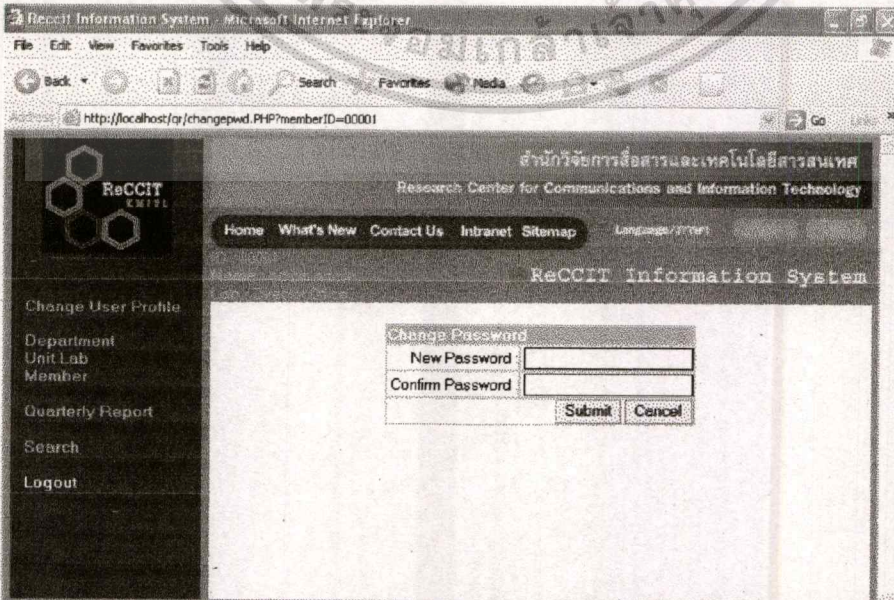 Reccit Information System - Microsoft Internet Explorer
File Edit View Favorites Tools Help
Back Search Favorites Media
Address http://localhost/qr/changepwd.PHP?memberID=00001 Go Links
ReCCIT
KMITL
สำนักวิจัยการสื่อสารและเทคโนโลยีสารสนเทศ
Research Center for Communications and Information Technology
Home What's New Contact Us Intranet Sitemap
ReCCIT Information System
Change User Profile
Department
Unit Lab
Member
Quarterly Report
Search
Logout
Change Password
New Password :
Confirm Password :
Submit Cancel